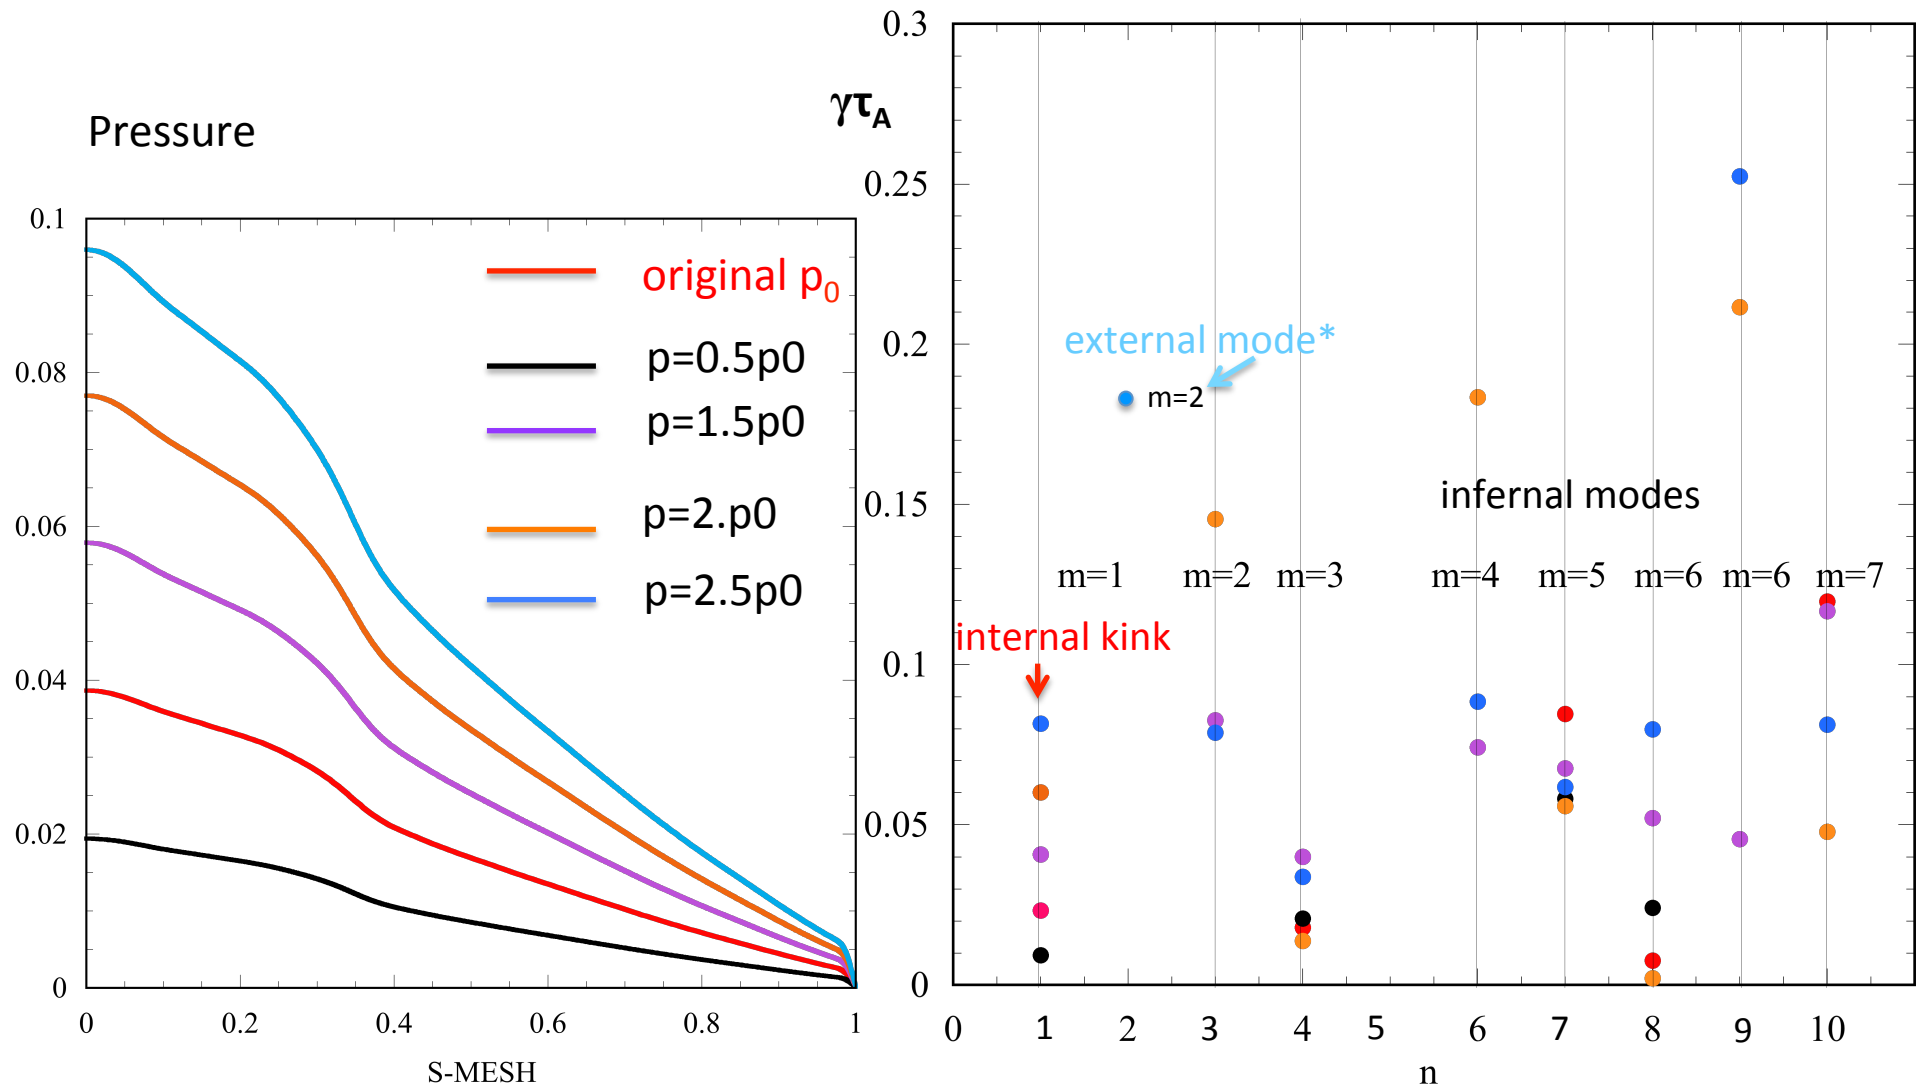 Pressure
0.1
0.08
0.06
0.04
0.02
0
0 0.2 0.4 0.6 0.8 1
S-MESH
original p0
p=0.5p0
p=1.5p0
p=2.p0
p=2.5p0
γτA
0.3
0.25
0.2
0.15
0.1
0.05
0
external mode*
m=2
infernal modes
m=1 m=2 m=3 m=4 m=5 m=6 m=6 m=7
internal kink
0 1 2 3 4 5 6 7 8 9 10
n